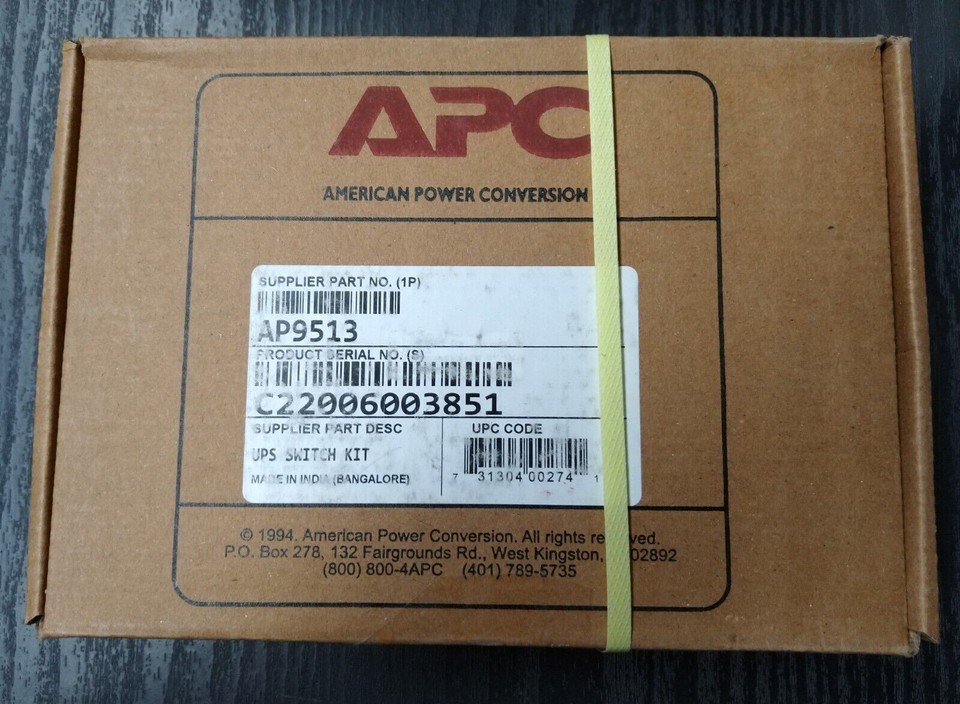 APC
AMERICAN POWER CONVERSION
SUPPLIER PART NO. (1P)
AP9513
PRODUCT SERIAL NO. (S)
C22006003851
SUPPLIER PART DESC
UPC CODE
UPS SWITCH KIT
7 31304 00274 1
MADE IN INDIA (BANGALORE)
© 1994. American Power Conversion. All rights reserved.
P.O. Box 278, 132 Fairgrounds Rd., West Kingston, 02892
(800) 800-4APC (401) 789-5735